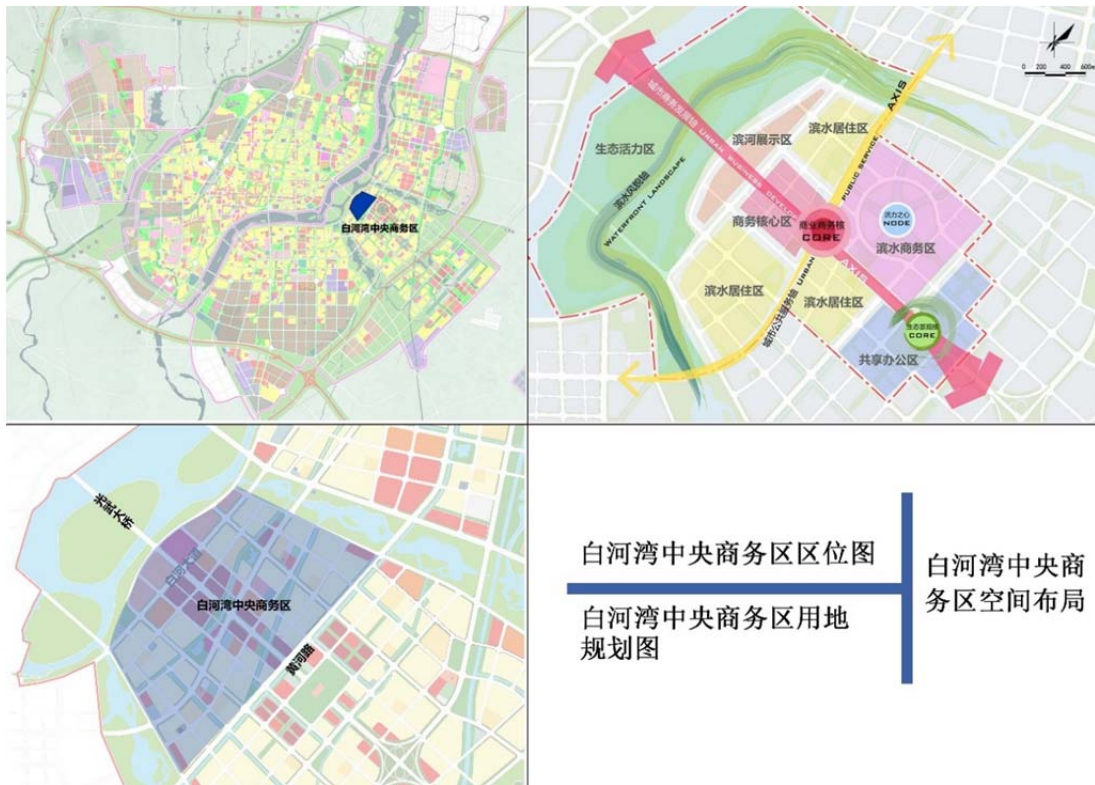 白河湾中央商务区
0 200 400 600m
城市商务发展轴 URBAN BUSINESS DEVEL
AXIS
滨河展示区
滨水居住区
AXIS
PUBLIC SERVICE
URBAN
城市公共服务轴
生态活力区
滨水风貌轴
WATERFRONT LANDSCAPE
商务核心区
商业商务核
CORE
活力之心
NODE
滨水商务区
滨水居住区
滨水居住区
生态景观核
CORE
共享办公区
光武大桥
白河大道
白河湾中央商务区
黄河路
白河湾中央商务区区位图
白河湾中央商务区用地
规划图
白河湾中央商
务区空间布局